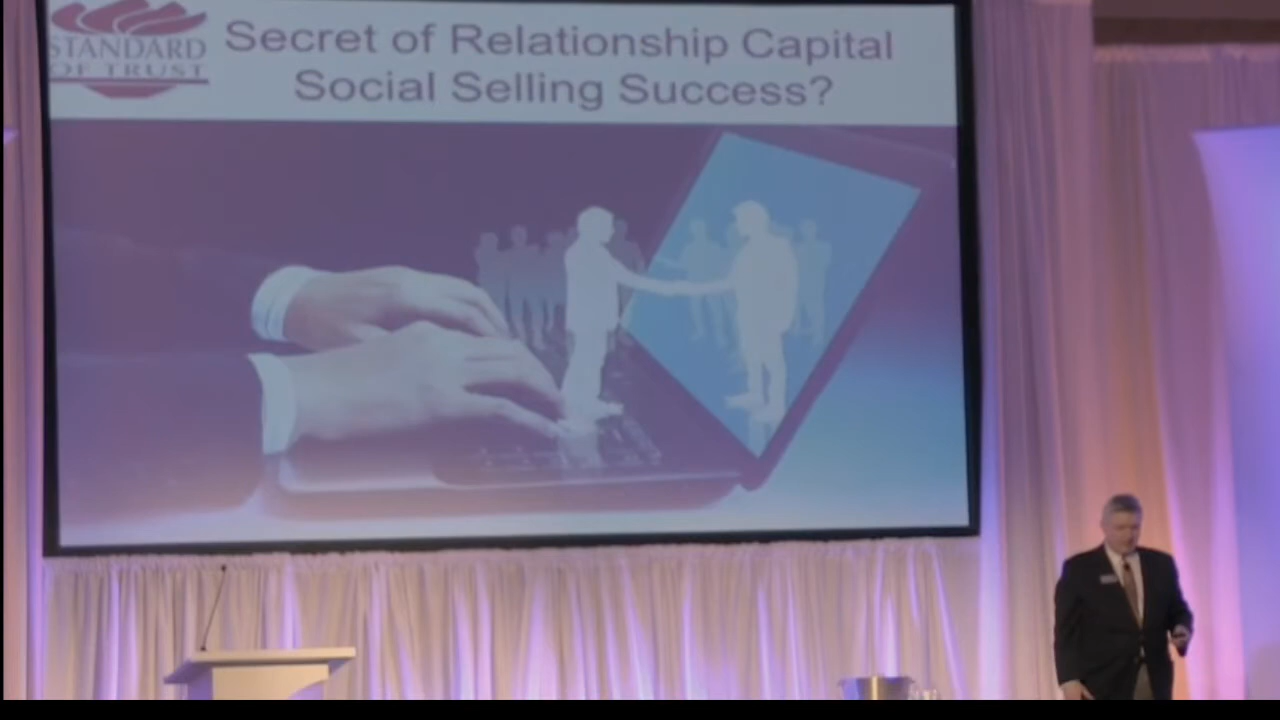 STANDARD
OF TRUST
Secret of Relationship Capital
Social Selling Success?